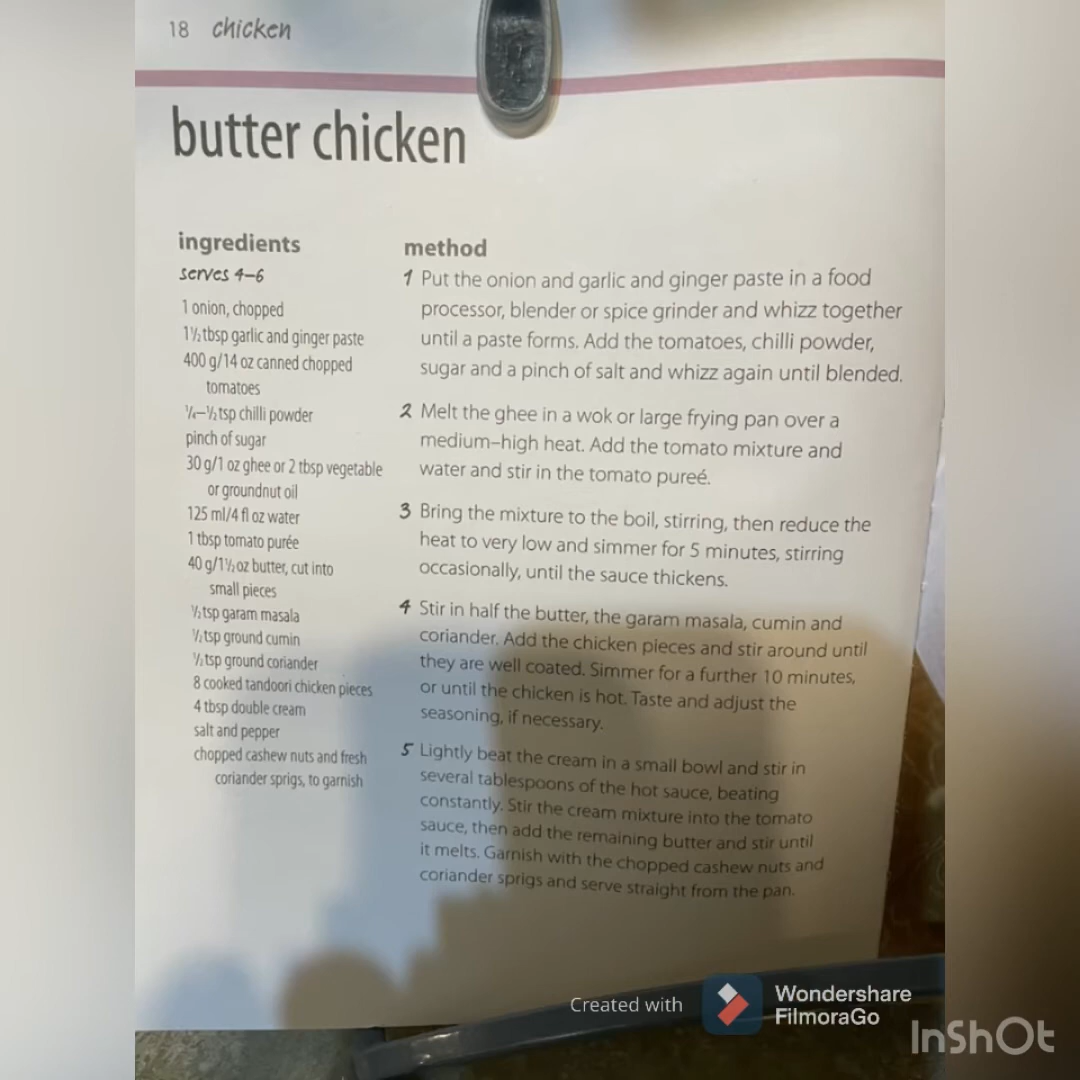 18 chicken
butter chicken
ingredients
serves 4–6
1 onion, chopped
1½ tbsp garlic and ginger paste
400 g/14 oz canned chopped
tomatoes
¼–½ tsp chilli powder
pinch of sugar
30 g/1 oz ghee or 2 tbsp vegetable
or groundnut oil
125 ml/4 fl oz water
1 tbsp tomato purée
40 g/1½ oz butter, cut into
small pieces
½ tsp garam masala
½ tsp ground cumin
½ tsp ground coriander
8 cooked tandoori chicken pieces
4 tbsp double cream
salt and pepper
chopped cashew nuts and fresh
coriander sprigs, to garnish
method
1 Put the onion and garlic and ginger paste in a food
processor, blender or spice grinder and whizz together
until a paste forms. Add the tomatoes, chilli powder,
sugar and a pinch of salt and whizz again until blended.
2 Melt the ghee in a wok or large frying pan over a
medium–high heat. Add the tomato mixture and
water and stir in the tomato pureé.
3 Bring the mixture to the boil, stirring, then reduce the
heat to very low and simmer for 5 minutes, stirring
occasionally, until the sauce thickens.
4 Stir in half the butter, the garam masala, cumin and
coriander. Add the chicken pieces and stir around until
they are well coated. Simmer for a further 10 minutes,
or until the chicken is hot. Taste and adjust the
seasoning, if necessary.
5 Lightly beat the cream in a small bowl and stir in
several tablespoons of the hot sauce, beating
constantly. Stir the cream mixture into the tomato
sauce, then add the remaining butter and stir until
it melts. Garnish with the chopped cashew nuts and
coriander sprigs and serve straight from the pan.
Created with
Wondershare
FilmoraGo
InShOt